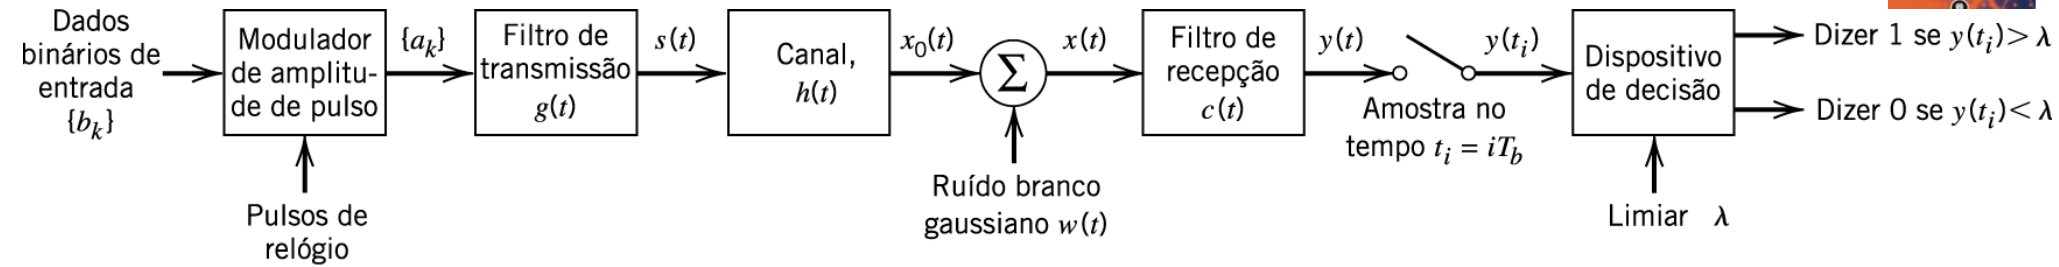 Dados
binários de
entrada
{b_k}
Modulador
de amplitu-
de de pulso
Pulsos de
relógio
{a_k}
Filtro de
transmissão
g(t)
s(t)
Canal,
h(t)
x_0(t)
Σ
Ruído branco
gaussiano w(t)
x(t)
Filtro de
recepção
c(t)
y(t)
Amostra no
tempo t_i = iT_b
y(t_i)
Dispositivo
de decisão
Limiar λ
Dizer 1 se y(t_i) > λ
Dizer 0 se y(t_i) < λ